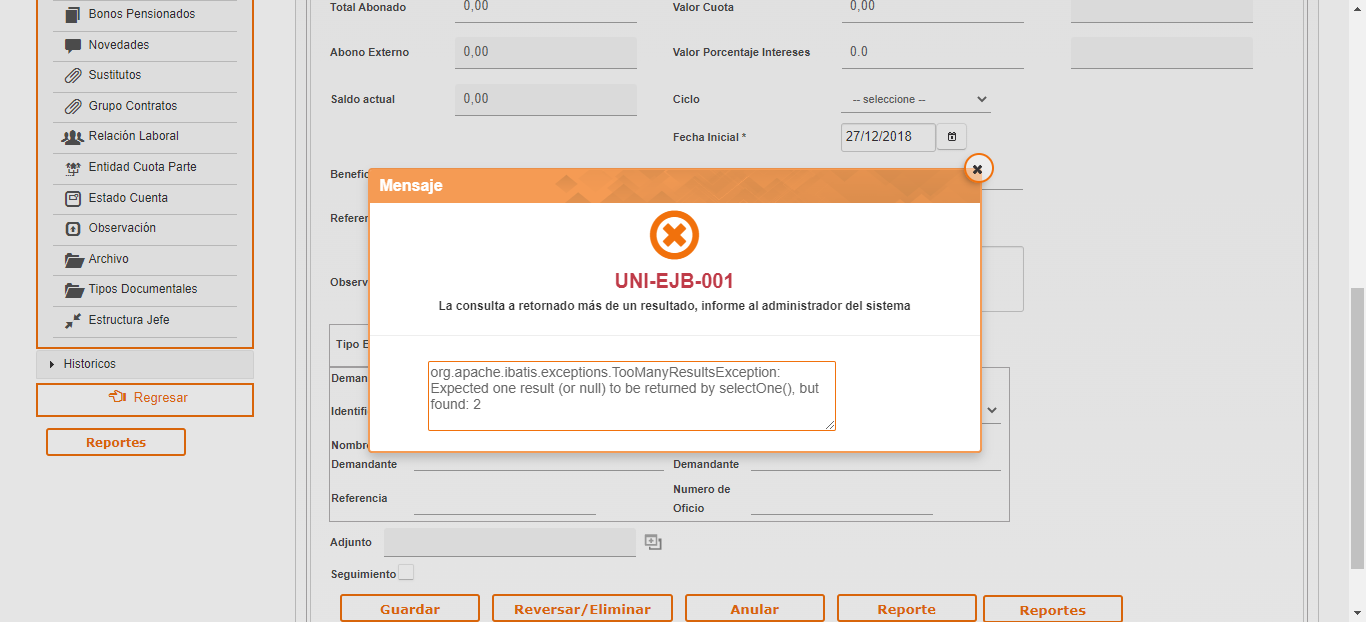 Bonos Pensionados
Novedades
Sustitutos
Grupo Contratos
Relación Laboral
Entidad Cuota Parte
Estado Cuenta
Observación
Archivo
Tipos Documentales
Estructura Jefe
Historicos
Regresar
Reportes
Total Abonado 0,00 Valor Cuota 0,00
Abono Externo 0,00 Valor Porcentaje Intereses 0.0
Saldo actual 0,00 Ciclo -- seleccione --
Fecha Inicial * 27/12/2018
Benefic
Referen
Observ
Tipo E
Deman
Identifi
Nombre
Demandante Demandante
Referencia
Numero de
Oficio
Mensaje
UNI-EJB-001
La consulta a retornado más de un resultado, informe al administrador del sistema
org.apache.ibatis.exceptions.TooManyResultsException:
Expected one result (or null) to be returned by selectOne(), but
found: 2
Adjunto
Seguimiento
Guardar Reversar/Eliminar Anular Reporte Reportes